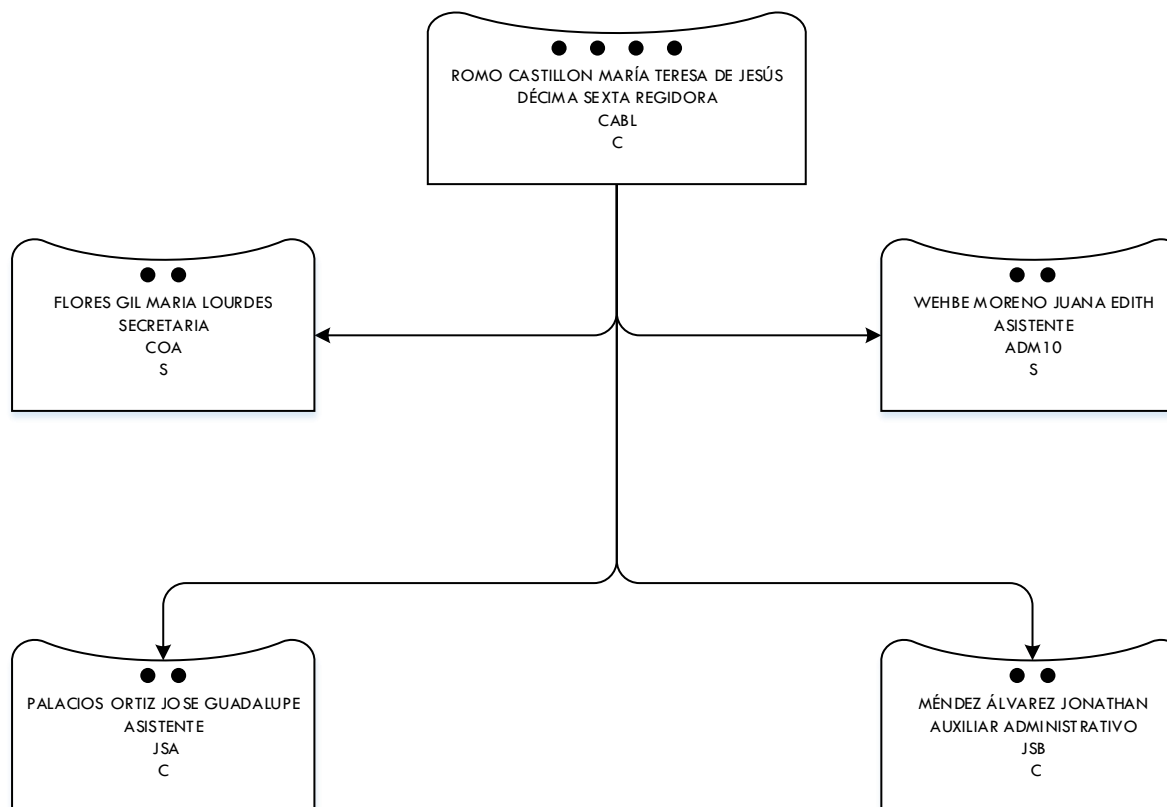 ROMO CASTILLON MARÍA TERESA DE JESÚS
DÉCIMA SEXTA REGIDORA
CABL
C
FLORES GIL MARIA LOURDES
SECRETARIA
COA
S
WEHBE MORENO JUANA EDITH
ASISTENTE
ADM10
S
PALACIOS ORTIZ JOSE GUADALUPE
ASISTENTE
JSA
C
MÉNDEZ ÁLVAREZ JONATHAN
AUXILIAR ADMINISTRATIVO
JSB
C